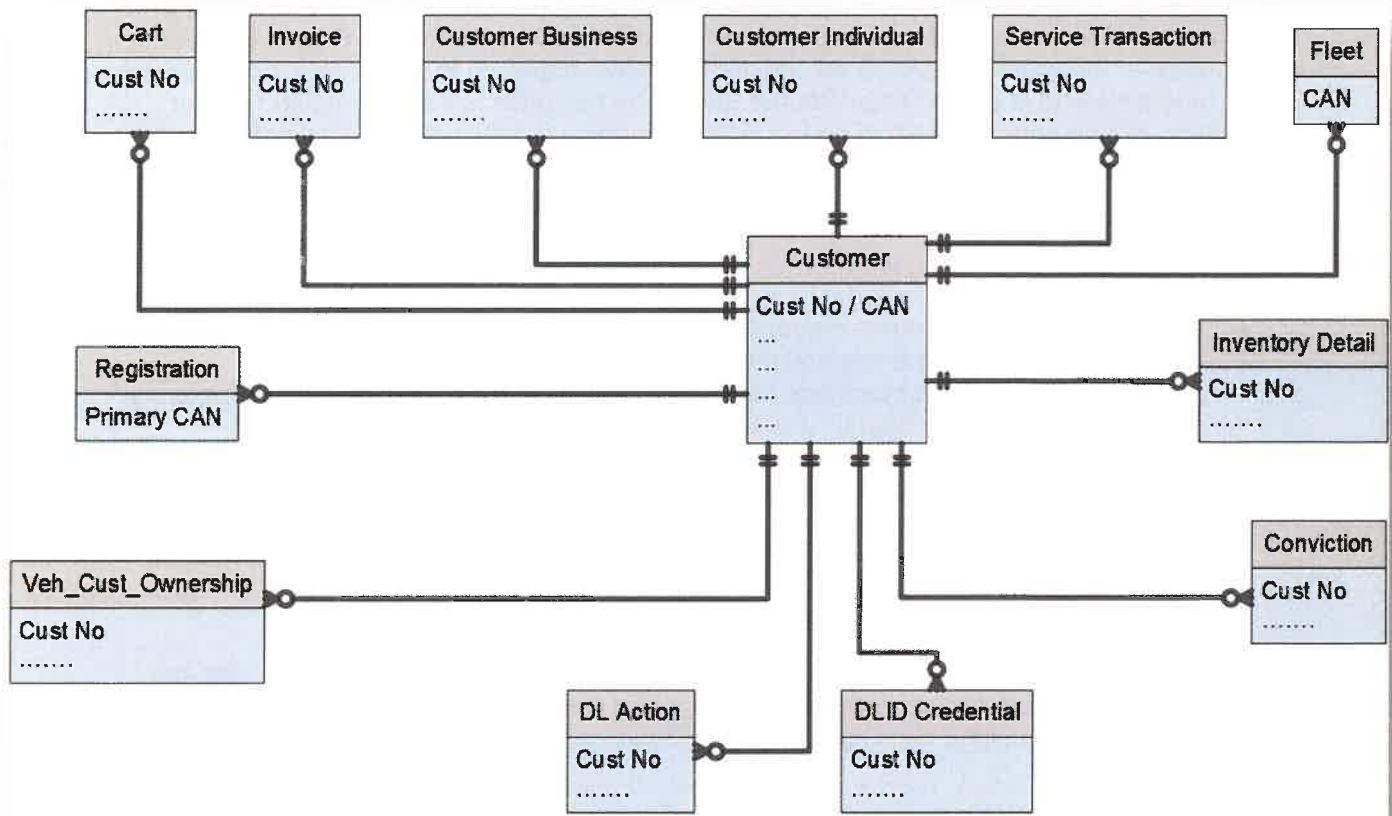 Cart
Cust No
.......
Invoice
Cust No
.......
Customer Business
Cust No
.......
Customer Individual
Cust No
.......
Service Transaction
Cust No
.......
Fleet
CAN
Customer
Cust No / CAN
...
...
...
...
Registration
Primary CAN
Inventory Detail
Cust No
.......
Veh_Cust_Ownership
Cust No
.......
Conviction
Cust No
.......
DL Action
Cust No
.......
DLID Credential
Cust No
.......